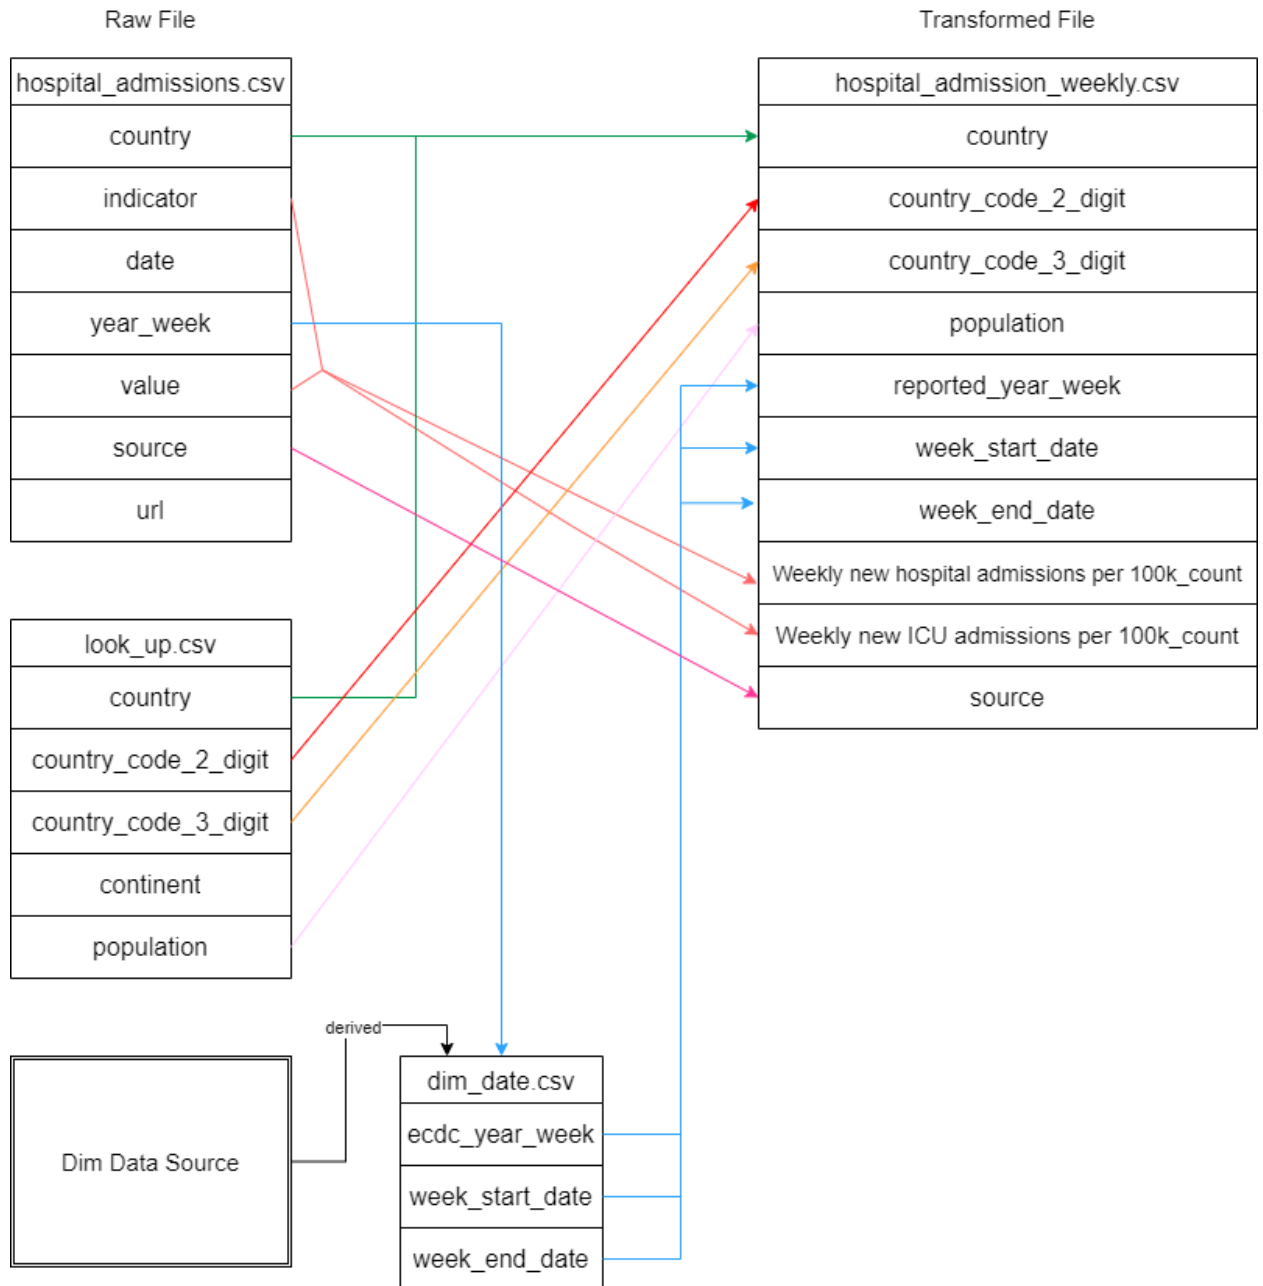 Raw File
Transformed File
hospital_admissions.csv
country
indicator
date
year_week
value
source
url
hospital_admission_weekly.csv
country
country_code_2_digit
country_code_3_digit
population
reported_year_week
week_start_date
week_end_date
Weekly new hospital admissions per 100k_count
Weekly new ICU admissions per 100k_count
source
look_up.csv
country
country_code_2_digit
country_code_3_digit
continent
population
derived
Dim Data Source
dim_date.csv
ecdc_year_week
week_start_date
week_end_date